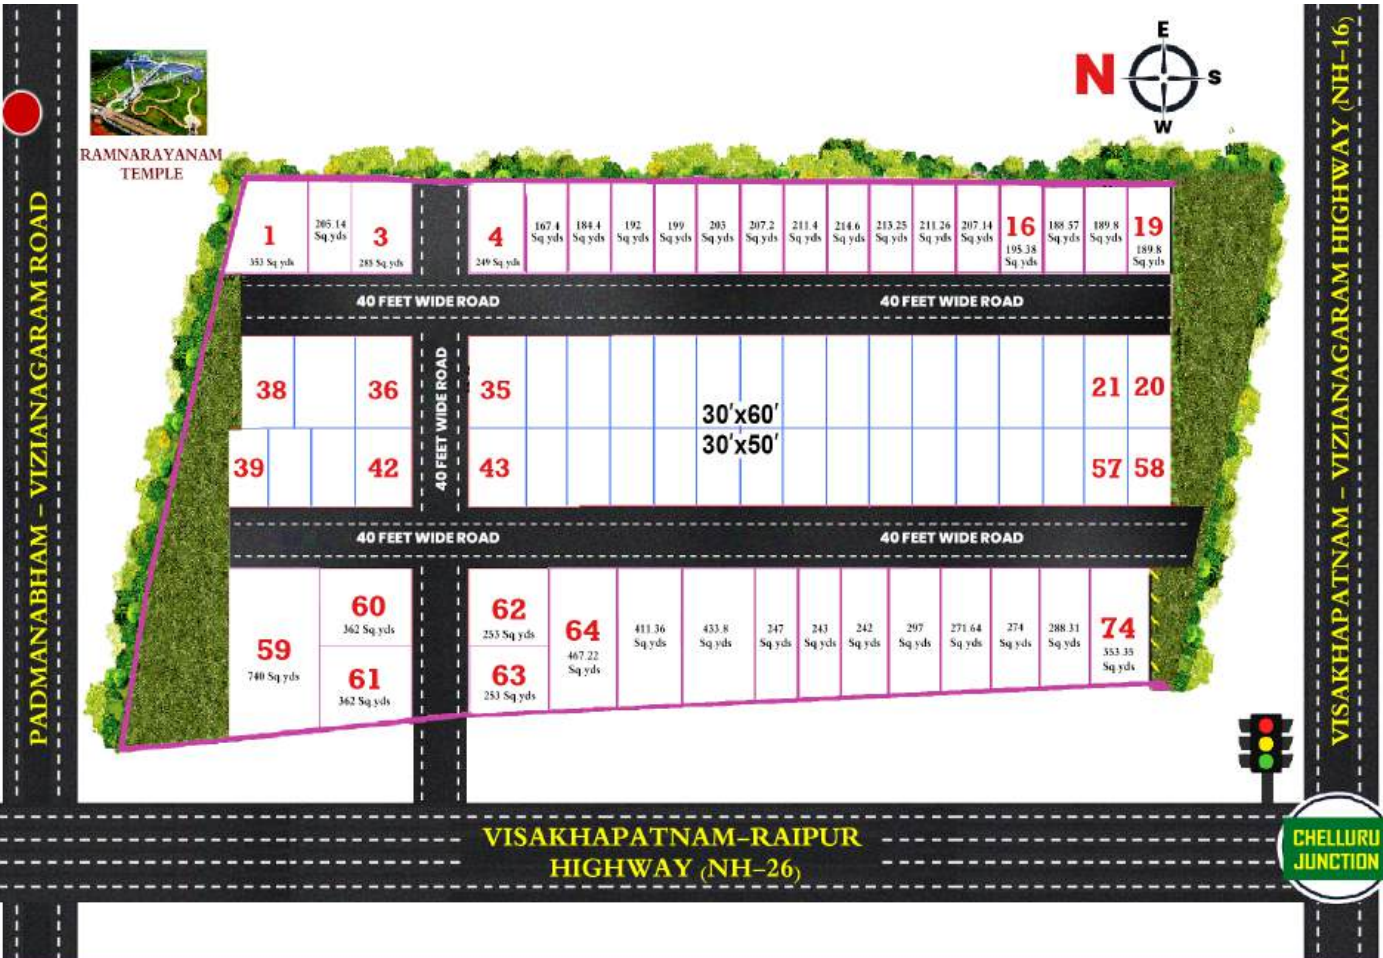 E
N
S
W
RAMNARAYANAM
TEMPLE
PADMANABHAM – VIZIANAGARAM ROAD
VISAKHAPATNAM – VIZIANAGARAM HIGHWAY (NH-16)
1
353 Sq.yds
205.14
Sq.yds
3
285 Sq.yds
4
249 Sq.yds
167.4
Sq.yds
184.4
Sq.yds
192
Sq.yds
199
Sq.yds
203
Sq.yds
207.2
Sq.yds
211.4
Sq.yds
214.6
Sq.yds
213.25
Sq.yds
211.26
Sq.yds
207.14
Sq.yds
16
195.38
Sq.yds
188.57
Sq.yds
189.8
Sq.yds
19
189.8
Sq.yds
40 FEET WIDE ROAD
40 FEET WIDE ROAD
40 FEET WIDE ROAD
38
36
35
30'x60'
21
20
39
42
43
30'x50'
57
58
40 FEET WIDE ROAD
40 FEET WIDE ROAD
59
740 Sq.yds
60
362 Sq.yds
61
362 Sq.yds
62
253 Sq.yds
63
253 Sq.yds
64
467.22
Sq.yds
411.36
Sq.yds
433.8
Sq.yds
247
Sq.yds
243
Sq.yds
242
Sq.yds
297
Sq.yds
271.64
Sq.yds
274
Sq.yds
288.31
Sq.yds
74
353.35
Sq.yds
VISAKHAPATNAM–RAIPUR
HIGHWAY (NH–26)
CHELLURU
JUNCTION